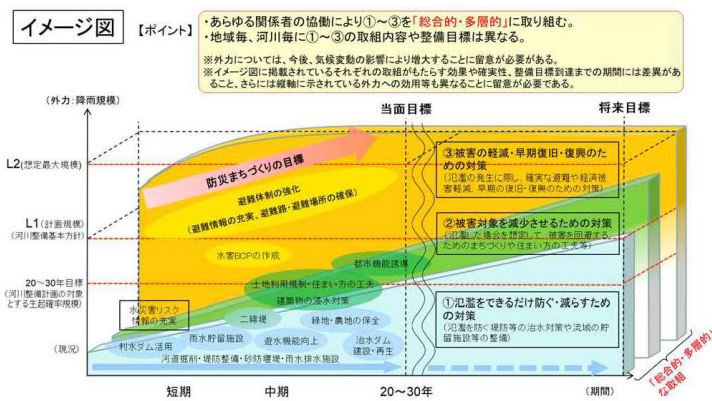 イメージ図
【ポイント】
・あらゆる関係者の協働により①~③を「総合的・多層的」に取り組む。
・地域毎、河川毎に①~③の取組内容や整備目標は異なる。
※外力については、今後、気候変動の影響により増大することに留意が必要である。
※イメージ図に掲載されているそれぞれの取組がもたらす効果や確実性、整備目標到達までの期間には差異があ
ること、さらには縦軸に示されている外力への効用等も異なることに留意が必要である。
(外力:降雨規模)
当面目標
将来目標
L2(想定最大規模)
防災まちづくりの目標
避難体制の強化
(避難情報の充実、避難路・避難場所の確保)
③被害の軽減・早期復旧・復興のた
めの対策
(氾濫の発生に際し、確実な避難や経済被
害軽減、早期の復旧・復興のための対策)
L1(計画規模)
(河川整備基本方針)
②被害対象を減少させるための対策
(氾濫した場合を想定して、被害を回避する
ためのまちづくりや住まい方の工夫等)
水害BCPの作成
都市機能誘導
20~30年目標
(河川整備計画の対象
とする生起確率規模)
土地利用規制・住まい方の工夫
建築物の浸水対策
水災害リスク
情報の充実
①氾濫をできるだけ防ぐ・減らすため
の対策
(氾濫を防ぐ堤防等の治水対策や流域の貯
留施設等の整備)
二線堤
緑地・農地の保全
雨水貯留施設
遊水機能向上
治水ダム
建設・再生
利水ダム活用
(現況)
河道掘削・堤防整備・砂防堰堤・雨水排水施設
短期
中期
20~30年
(期間)
「総合的・多層的」
な取組